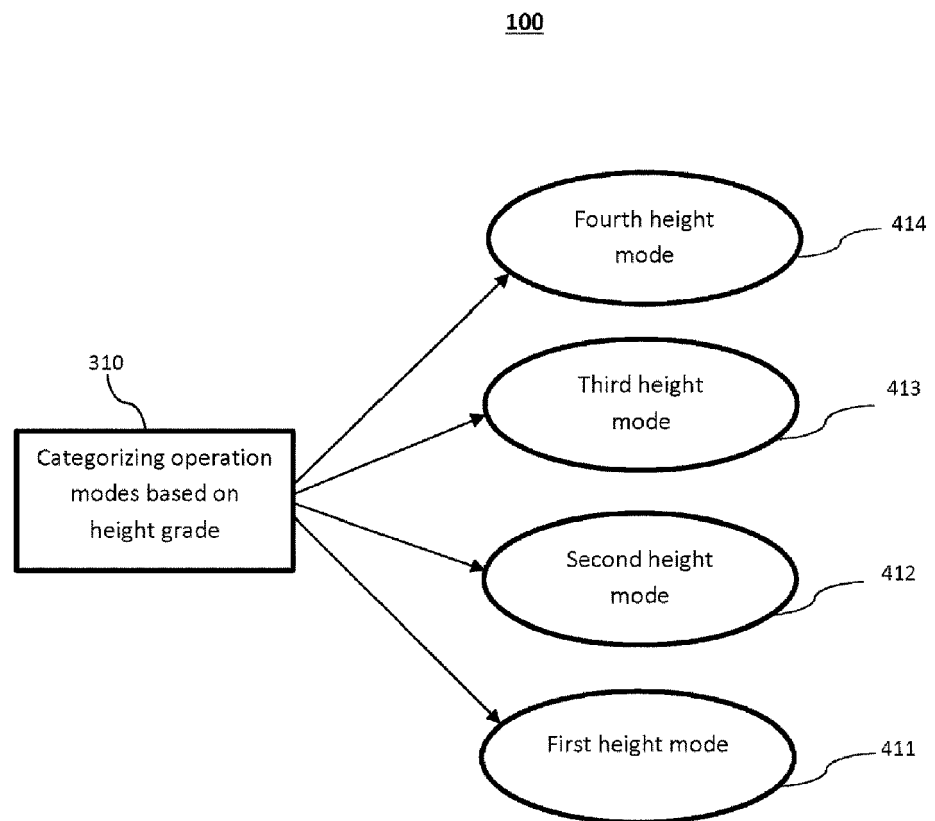 100
Fourth height
mode
414
310
Third height
mode
413
Categorizing operation
modes based on
height grade
Second height
mode
412
First height mode
411